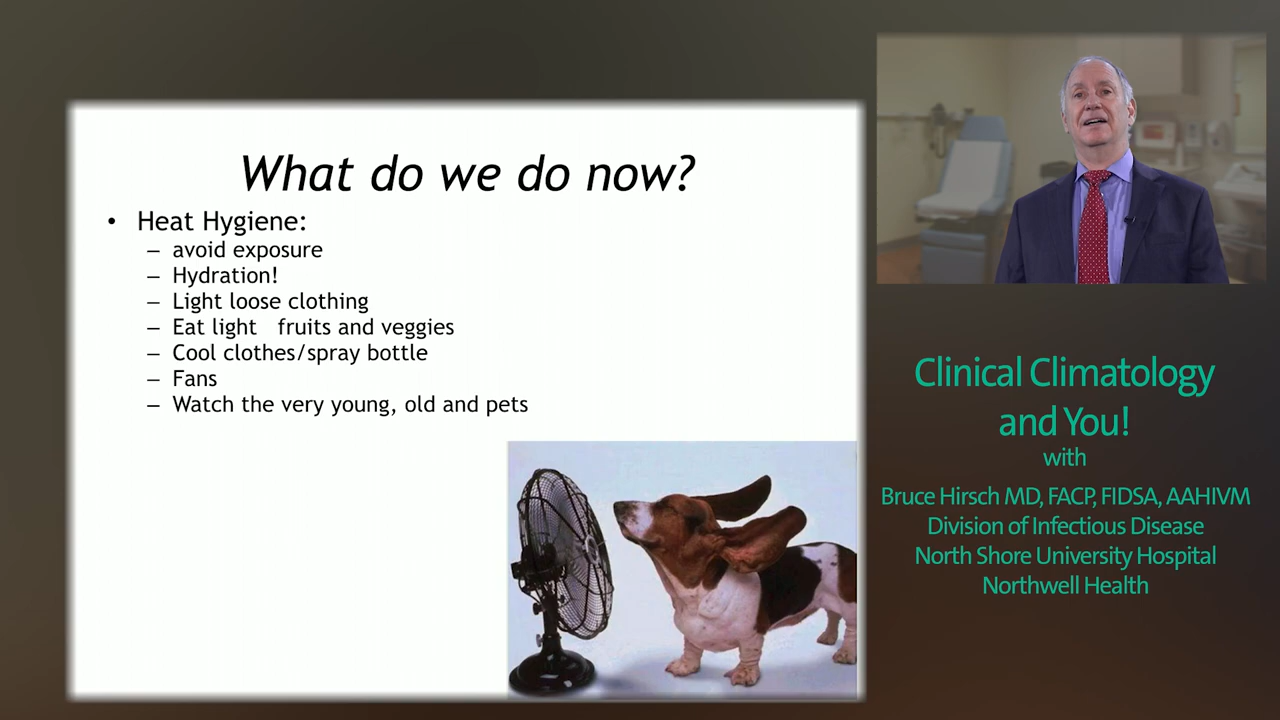 What do we do now?
• Heat Hygiene:
– avoid exposure
– Hydration!
– Light loose clothing
– Eat light   fruits and veggies
– Cool clothes/spray bottle
– Fans
– Watch the very young, old and pets
Clinical Climatology
and You!
with
Bruce Hirsch MD, FACP, FIDSA, AAHIVM
Division of Infectious Disease
North Shore University Hospital
Northwell Health